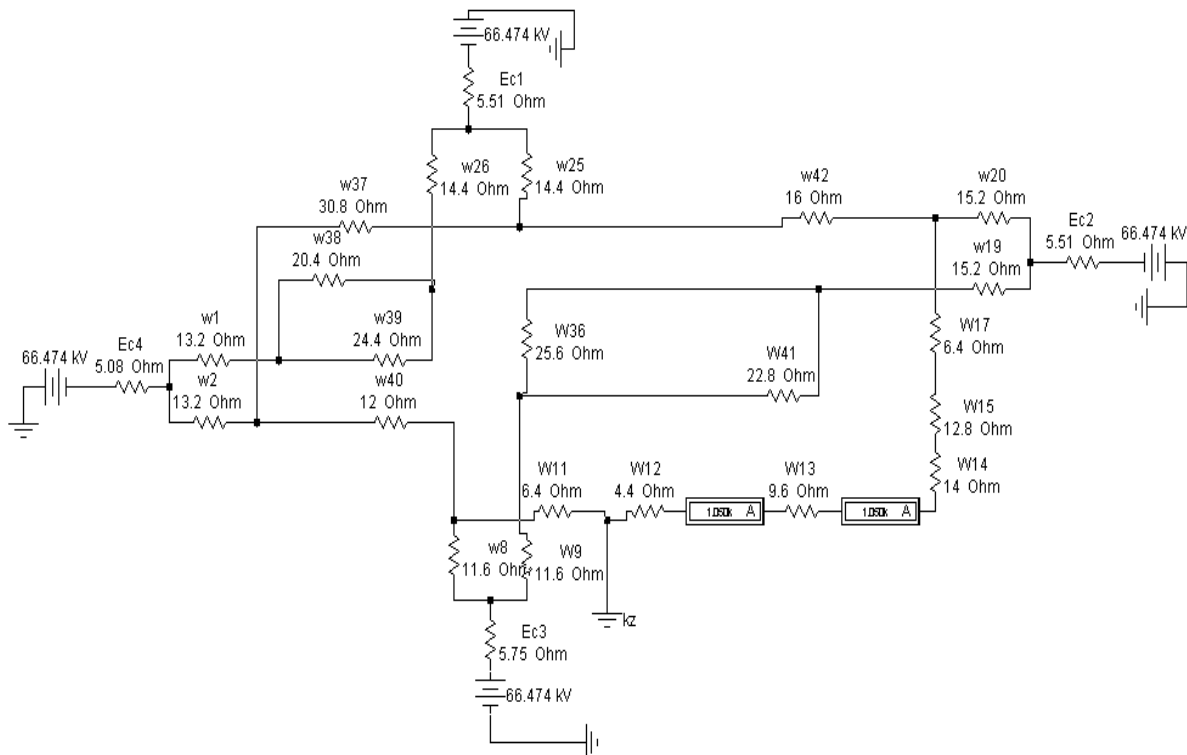 66.474 kV
Ec1
5.51 Ohm
w26
14.4 Ohm
w25
14.4 Ohm
w37
30.8 Ohm
w42
16 Ohm
w20
15.2 Ohm
Ec2
5.51 Ohm
66.474 kV
w38
20.4 Ohm
w19
15.2 Ohm
w1
13.2 Ohm
w39
24.4 Ohm
W36
25.6 Ohm
W17
6.4 Ohm
66.474 kV
Ec4
5.08 Ohm
W41
22.8 Ohm
w2
13.2 Ohm
w40
12 Ohm
W15
12.8 Ohm
W11
6.4 Ohm
W12
4.4 Ohm
W13
9.6 Ohm
W14
14 Ohm
1.050k A
1.050k A
w8
11.6 Ohm
W9
11.6 Ohm
kz
Ec3
5.75 Ohm
66.474 kV